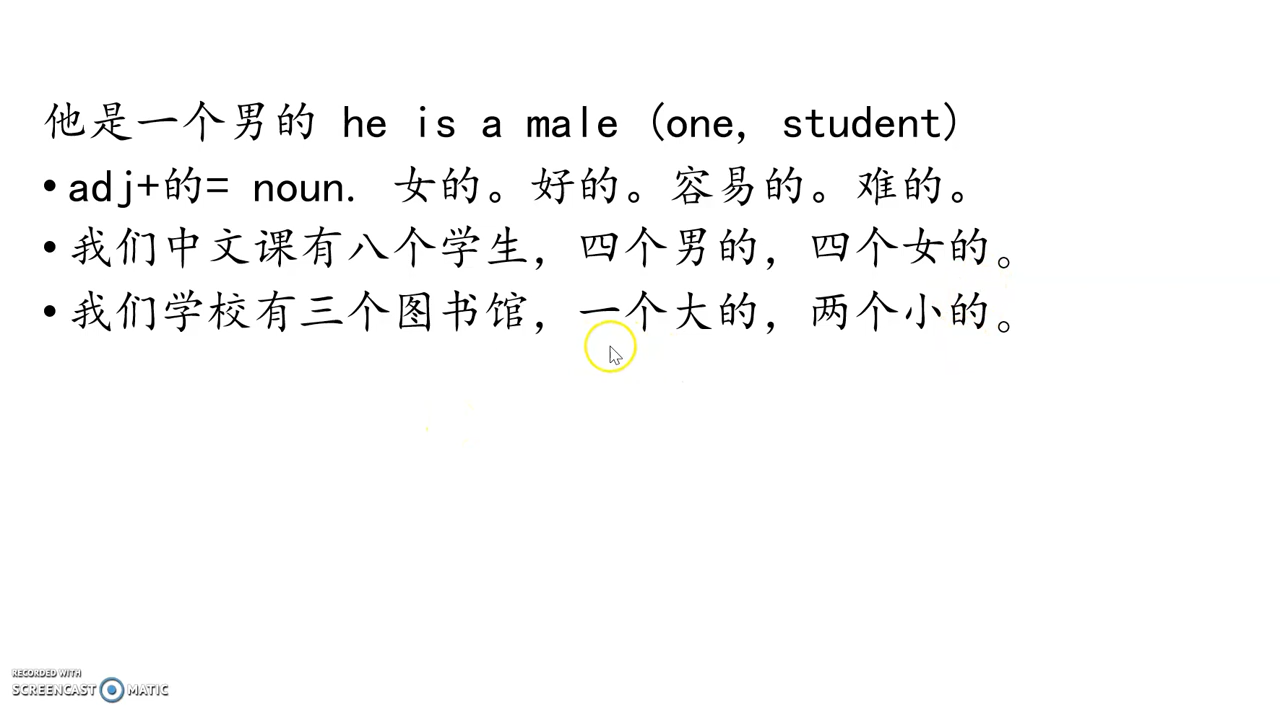 他是一个男的 he is a male (one, student)
•adj+的= noun. 女的。好的。容易的。难的。
•我们中文课有八个学生，四个男的，四个女的。
•我们学校有三个图书馆，一个大的，两个小的。
RECORDED WITH
SCREENCAST MATIC